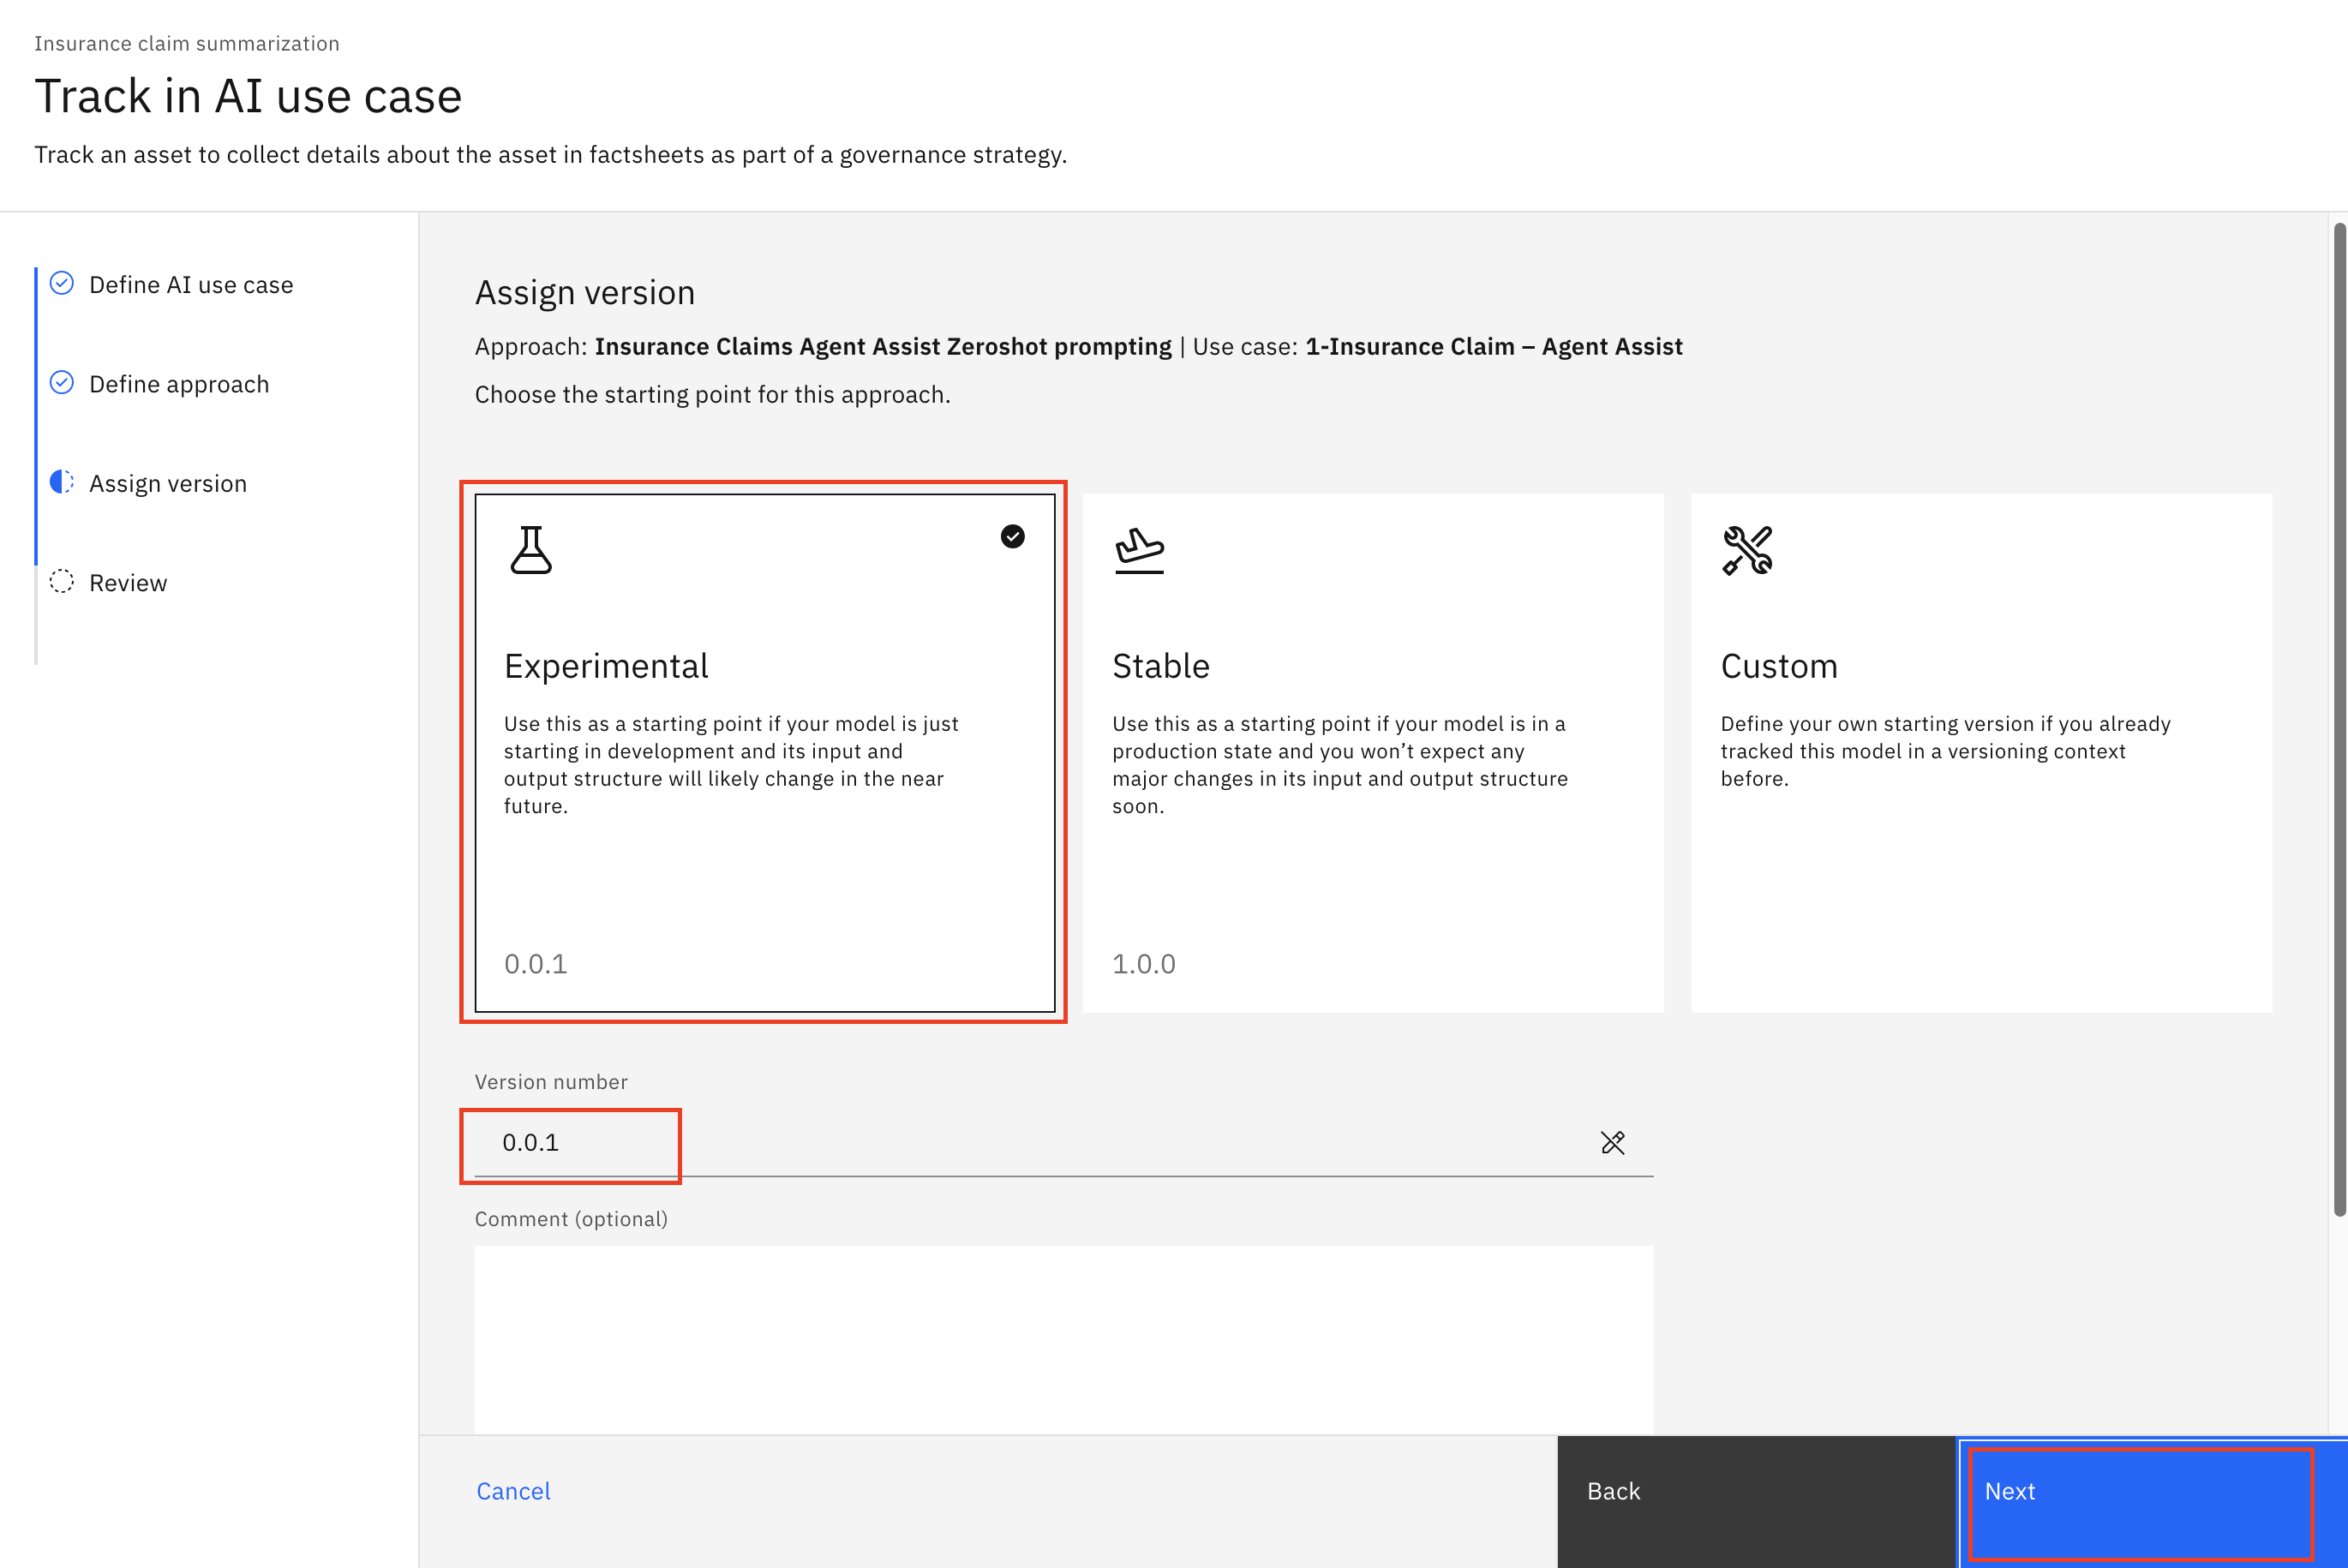 Insurance claim summarization
Track in AI use case
Track an asset to collect details about the asset in factsheets as part of a governance strategy.
Define AI use case
Define approach
Assign version
Review
Assign version
Approach: Insurance Claims Agent Assist Zeroshot prompting | Use case: 1-Insurance Claim – Agent Assist
Choose the starting point for this approach.
Experimental
Use this as a starting point if your model is just
starting in development and its input and
output structure will likely change in the near
future.
0.0.1
Stable
Use this as a starting point if your model is in a
production state and you won’t expect any
major changes in its input and output structure
soon.
1.0.0
Custom
Define your own starting version if you already
tracked this model in a versioning context
before.
Version number
0.0.1
Comment (optional)
Cancel
Back
Next